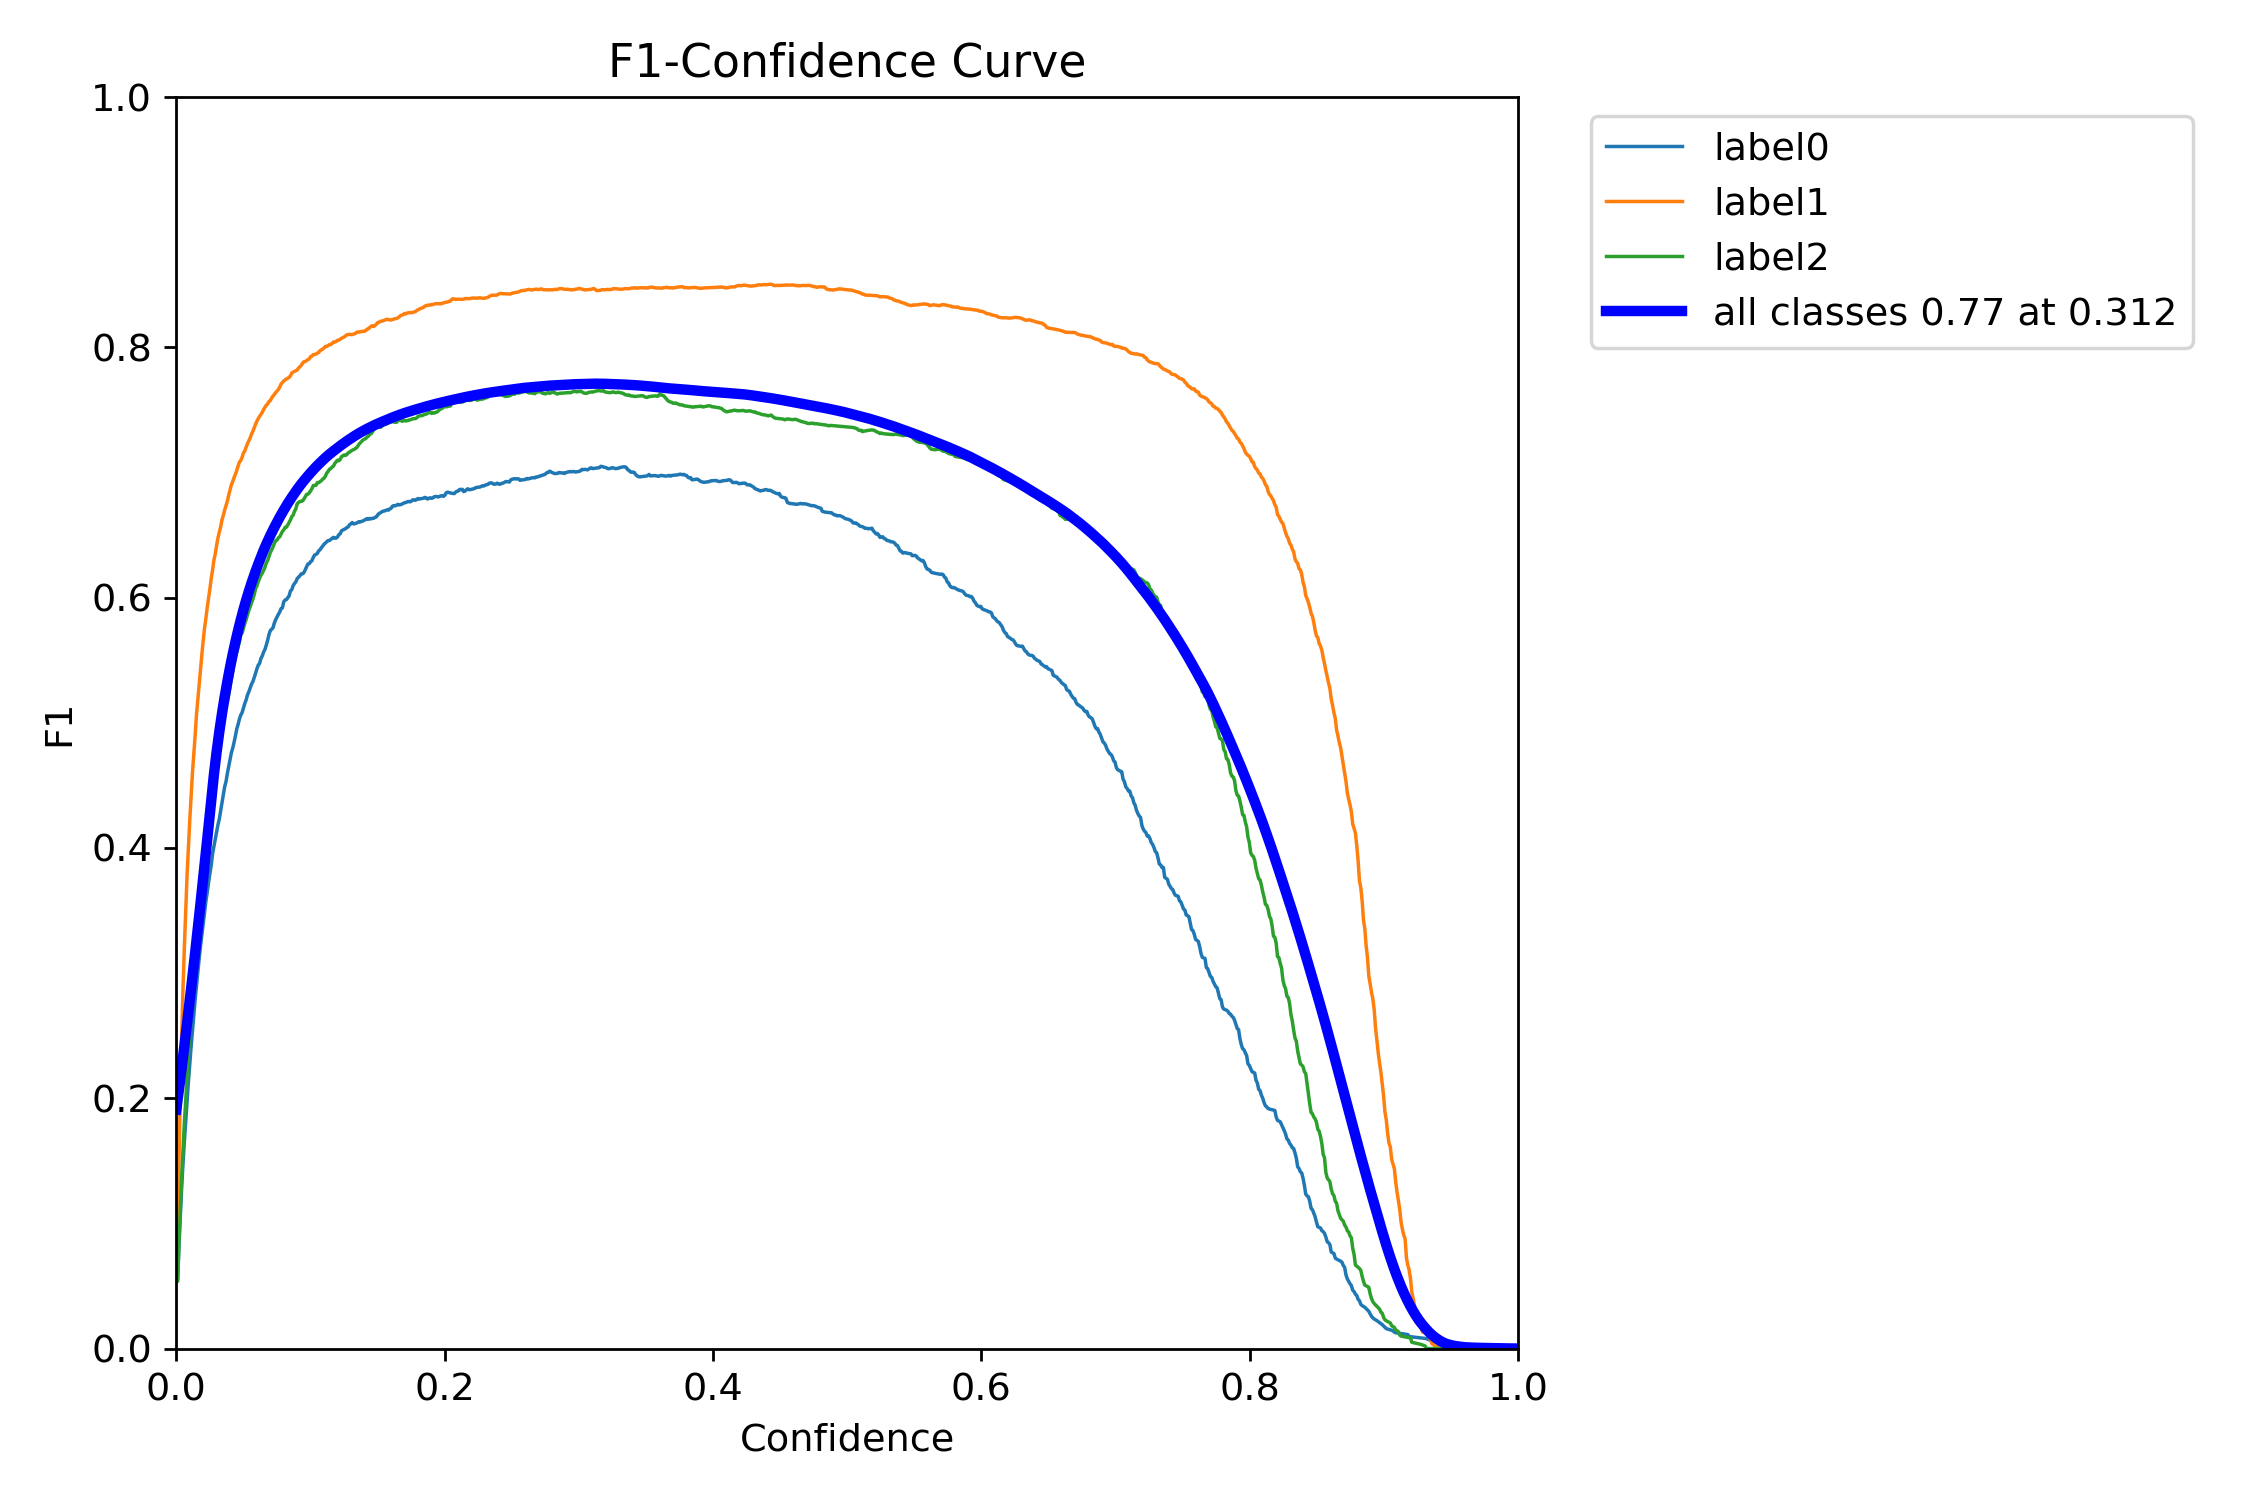 F1-Confidence Curve
1.0
0.8
0.6
0.4
0.2
0.0
F1
0.0 0.2 0.4 0.6 0.8 1.0
Confidence
label0
label1
label2
all classes 0.77 at 0.312